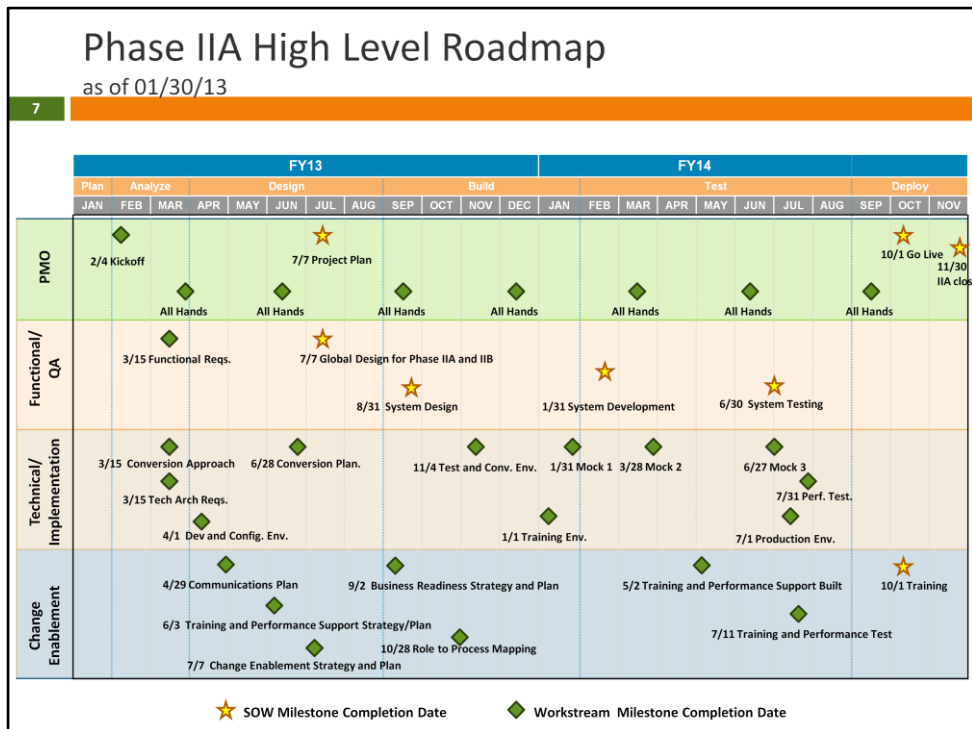 Phase IIA High Level Roadmap
as of 01/30/13
7
FY13 FY14
Plan Analyze Design Build Test Deploy
JAN FEB MAR APR MAY JUN JUL AUG SEP OCT NOV DEC JAN FEB MAR APR MAY JUN JUL AUG SEP OCT NOV
PMO
2/4 Kickoff
7/7 Project Plan
10/1 Go Live
11/30
IIA clos
All Hands All Hands All Hands All Hands All Hands All Hands All Hands
Functional/
QA
3/15 Functional Reqs.
7/7 Global Design for Phase IIA and IIB
8/31 System Design
1/31 System Development
6/30 System Testing
Technical/
Implementation
3/15 Conversion Approach
6/28 Conversion Plan.
11/4 Test and Conv. Env.
1/31 Mock 1
3/28 Mock 2
6/27 Mock 3
3/15 Tech Arch Reqs.
7/31 Perf. Test.
4/1 Dev and Config. Env.
1/1 Training Env.
7/1 Production Env.
Change
Enablement
4/29 Communications Plan
9/2 Business Readiness Strategy and Plan
5/2 Training and Performance Support Built
10/1 Training
6/3 Training and Performance Support Strategy/Plan
7/11 Training and Performance Test
10/28 Role to Process Mapping
7/7 Change Enablement Strategy and Plan
SOW Milestone Completion Date
Workstream Milestone Completion Date